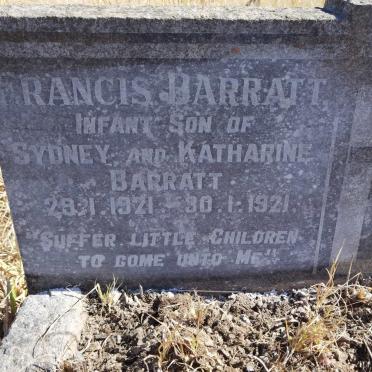 RANCIS BARRATT
INFANT SON OF
SYDNEY AND KATHARINE
BARRATT
29.1.1921 - 30.1.1921
"SUFFER LITTLE CHILDREN
TO COME UNTO ME."